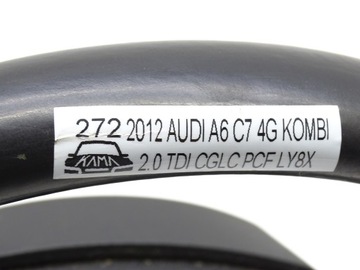 272 2012 AUDI A6 C7 4G KOMBI
KAMA 2.0 TDI CGLC PCF LY8X